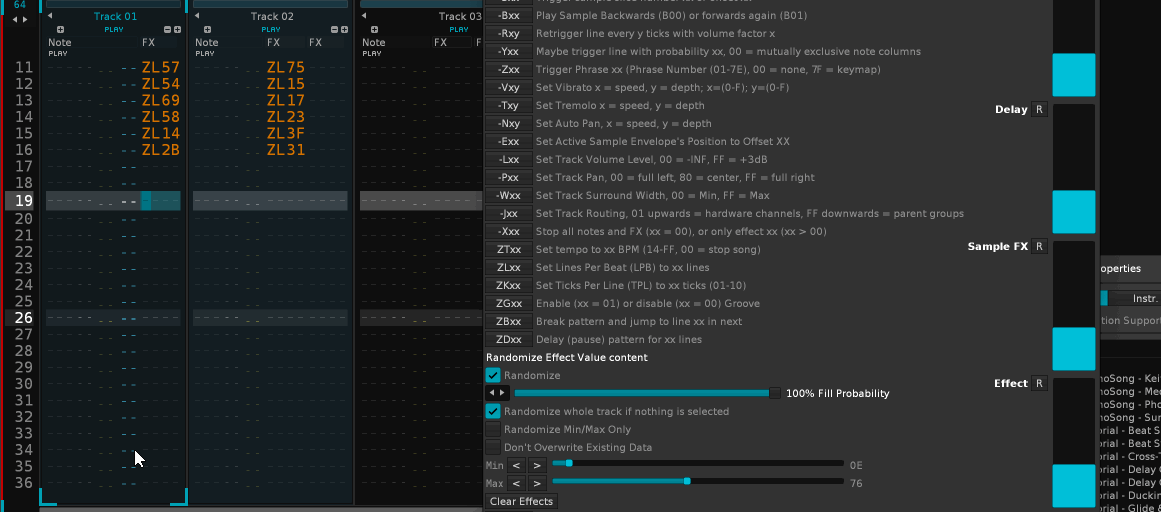 64
Track 01
Track 02
Track 03
PLAY
PLAY
Note FX
Note FX FX
Note FX
PLAY
PLAY
PLAY
11 ZL57 ZL75
12 ZL54 ZL15
13 ZL69 ZL17
14 ZL58 ZL23
15 ZL14 ZL3F
16 ZL2B ZL31
17
18
19
20
21
22
23
24
25
26
27
28
29
30
31
32
33
34
35
36
-Bxx Play Sample Backwards (B00) or forwards again (B01)
-Rxy Retrigger line every y ticks with volume factor x
-Yxx Maybe trigger line with probability xx, 00 = mutually exclusive note columns
-Zxx Trigger Phrase xx (Phrase Number (01-7E), 00 = none, 7F = keymap)
-Vxy Set Vibrato x = speed, y = depth; x=(0-F); y=(0-F)
-Txy Set Tremolo x = speed, y = depth
-Nxy Set Auto Pan, x = speed, y = depth
-Exx Set Active Sample Envelope's Position to Offset XX
-Lxx Set Track Volume Level, 00 = -INF, FF = +3dB
-Pxx Set Track Pan, 00 = full left, 80 = center, FF = full right
-Wxx Set Track Surround Width, 00 = Min, FF = Max
-Jxx Set Track Routing, 01 upwards = hardware channels, FF downwards = parent groups
-Xxx Stop all notes and FX (xx = 00), or only effect xx (xx > 00)
ZTxx Set tempo to xx BPM (14-FF, 00 = stop song)
ZLxx Set Lines Per Beat (LPB) to xx lines
ZKxx Set Ticks Per Line (TPL) to xx ticks (01-10)
ZGxx Enable (xx = 01) or disable (xx = 00) Groove
ZBxx Break pattern and jump to line xx in next
ZDxx Delay (pause) pattern for xx lines
Randomize Effect Value content
Randomize
100% Fill Probability
Randomize whole track if nothing is selected
Randomize Min/Max Only
Don't Overwrite Existing Data
Min < > 0E
Max < > 76
Clear Effects
Delay R
Sample FX R
Effect R
operties
Instr.
tion Support
oSong - Kei
oSong - Me
oSong - Pho
oSong - Sur
orial - Beat S
orial - Beat S
orial - Cross-T
orial - Delay
orial - Delay
orial - Duckin
orial - Glide &